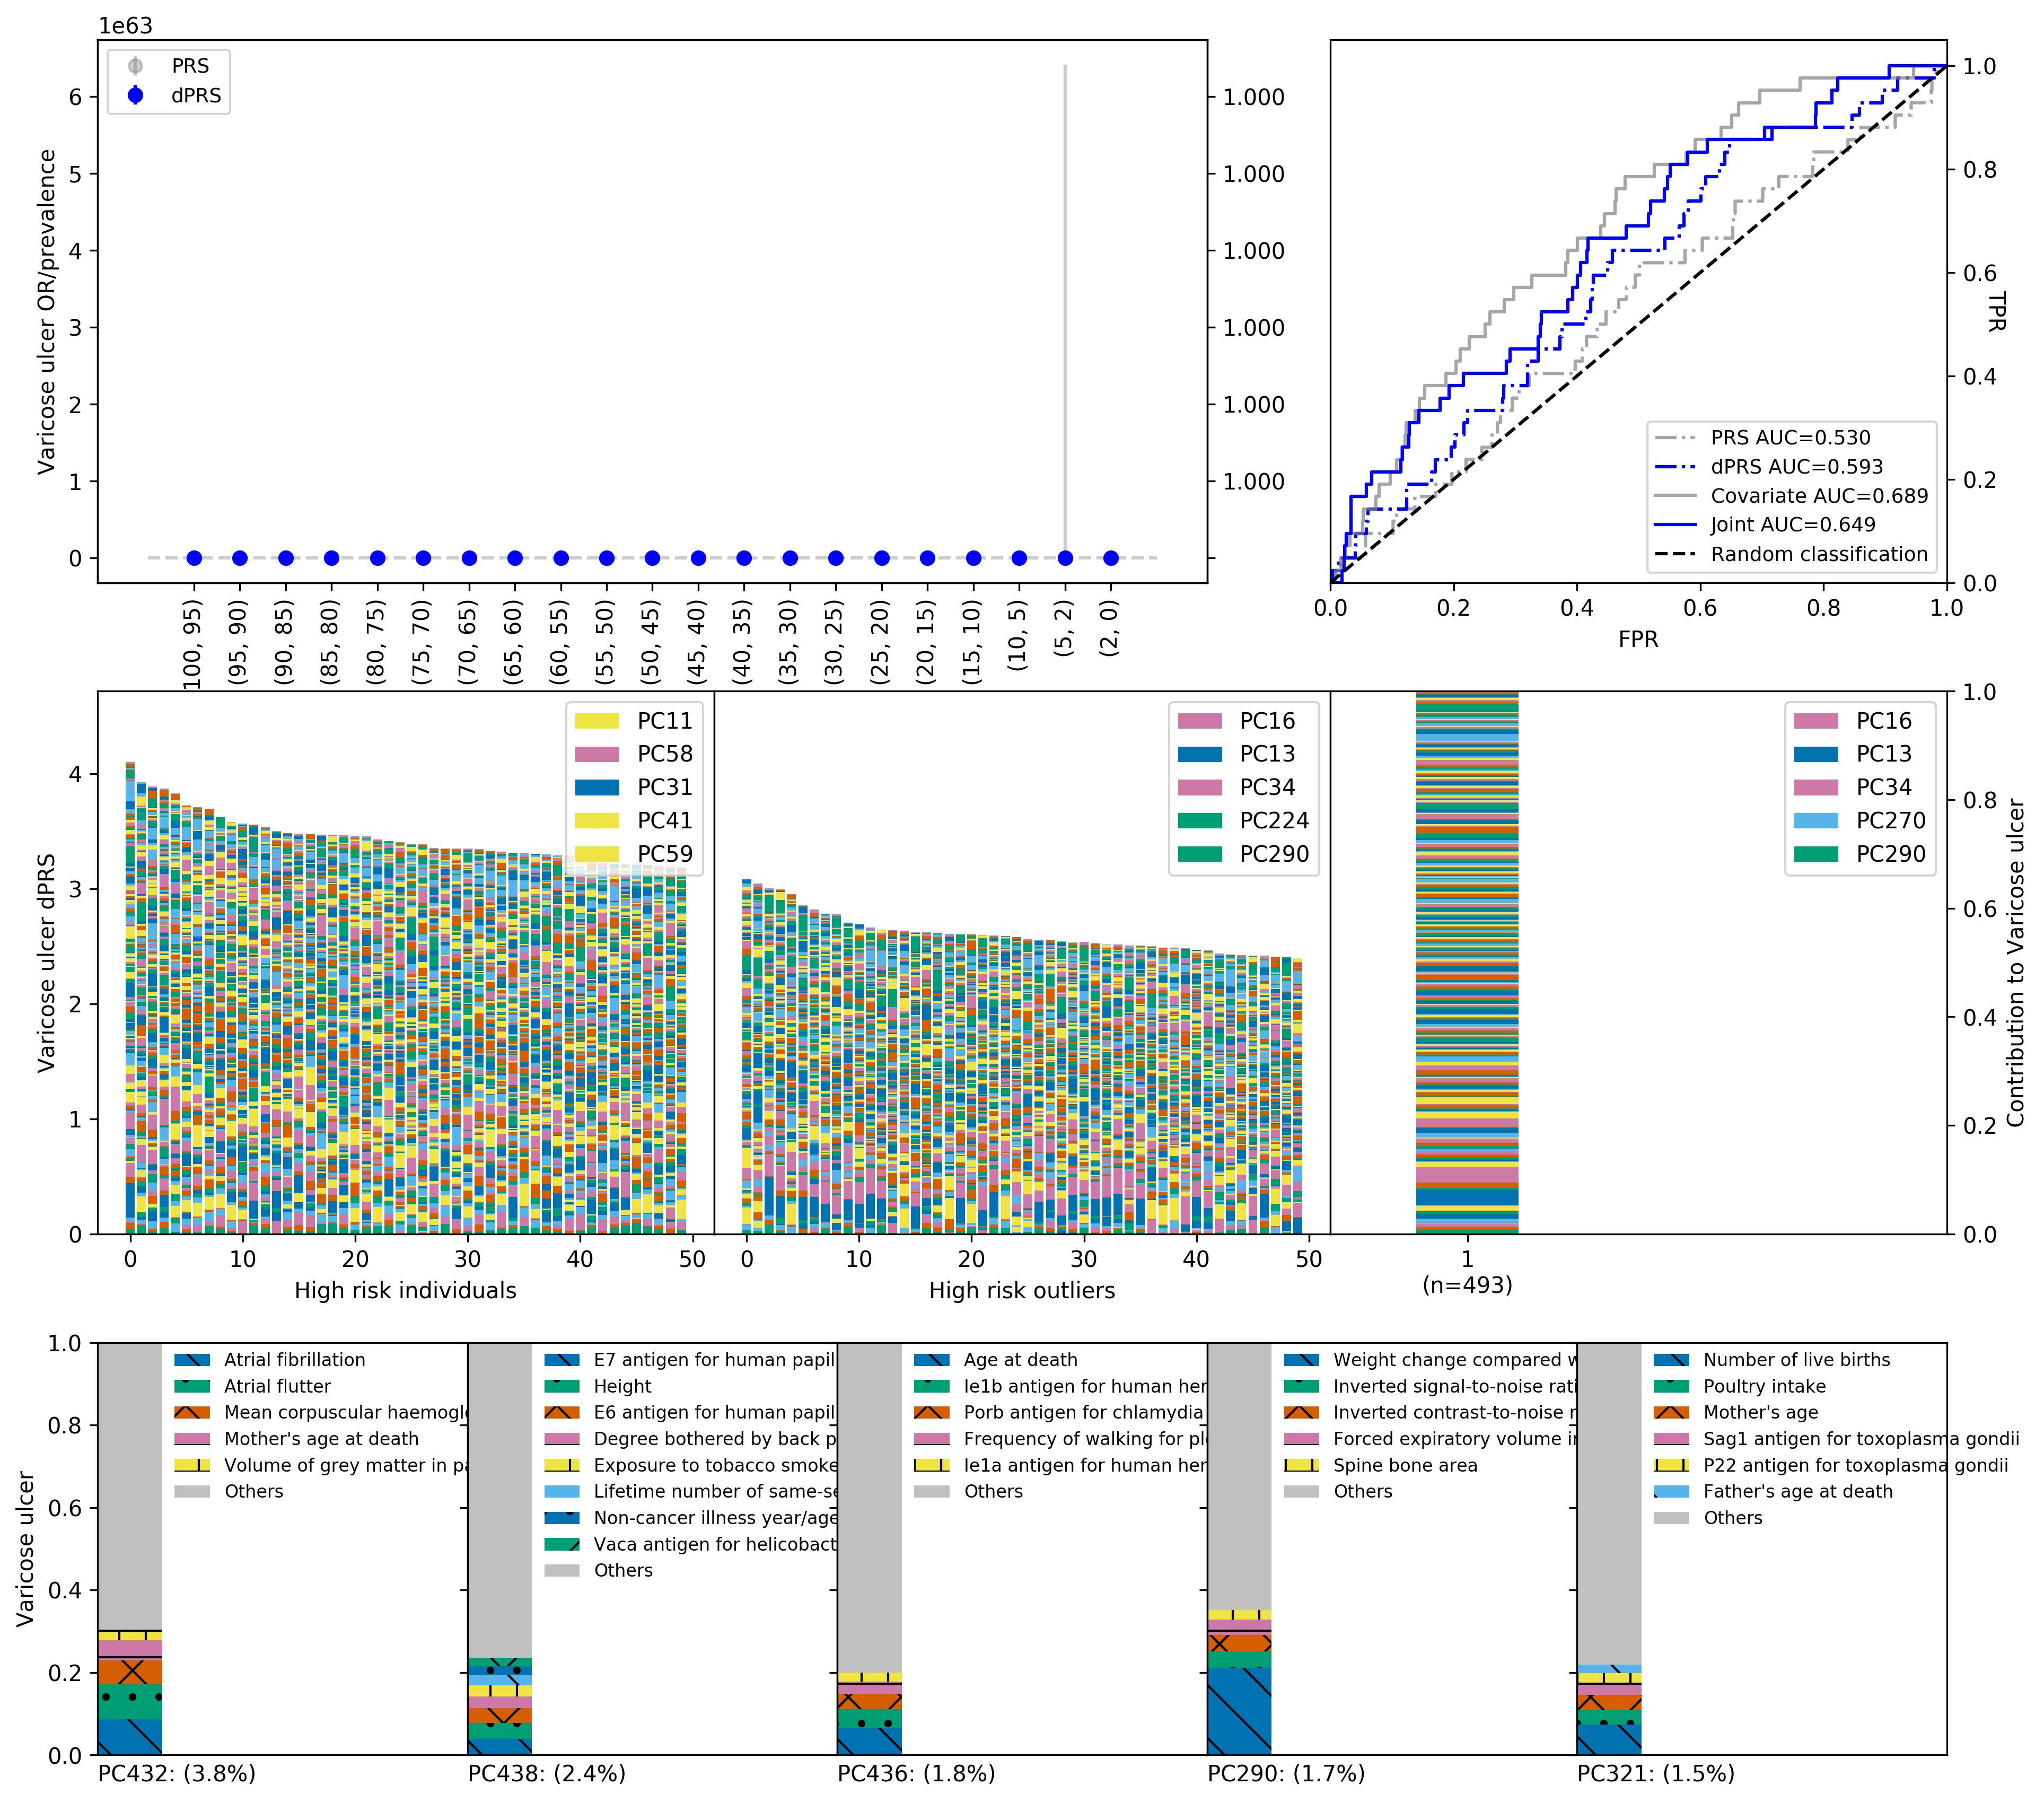 1e63
PRS
dPRS
Varicose ulcer OR/prevalence
6
5
4
3
2
1
0
1.000
1.000
1.000
1.000
1.000
1.000
100, 95)
(95, 90)
(90, 85)
(85, 80)
(80, 75)
(75, 70)
(70, 65)
(65, 60)
(60, 55)
(55, 50)
(50, 45)
(45, 40)
(40, 35)
(35, 30)
(30, 25)
(25, 20)
(20, 15)
(15, 10)
(10, 5)
(5, 2)
(2, 0)
PRS AUC=0.530
dPRS AUC=0.593
Covariate AUC=0.689
Joint AUC=0.649
Random classification
1.0
0.8
0.6
0.4
0.2
0.0
TPR
0.0 0.2 0.4 0.6 0.8 1.0
FPR
Varicose ulcer dPRS
4
3
2
1
0
PC11
PC58
PC31
PC41
PC59
0 10 20 30 40 50
High risk individuals
PC16
PC13
PC34
PC224
PC290
0 10 20 30 40 50
High risk outliers
PC16
PC13
PC34
PC270
PC290
1
(n=493)
1.0
0.8
0.6
0.4
0.2
0.0
Contribution to Varicose ulcer
Varicose ulcer
1.0
0.8
0.6
0.4
0.2
0.0
Atrial fibrillation
Atrial flutter
Mean corpuscular haemogl
Mother's age at death
Volume of grey matter in pa
Others
PC432: (3.8%)
E7 antigen for human papil
Height
E6 antigen for human papil
Degree bothered by back p
Exposure to tobacco smoke
Lifetime number of same-se
Non-cancer illness year/age
Vaca antigen for helicobact
Others
PC438: (2.4%)
Age at death
Ie1b antigen for human her
Porb antigen for chlamydia
Frequency of walking for ple
Ie1a antigen for human her
Others
PC436: (1.8%)
Weight change compared w
Inverted signal-to-noise rati
Inverted contrast-to-noise r
Forced expiratory volume i
Spine bone area
Others
PC290: (1.7%)
Number of live births
Poultry intake
Mother's age
Sag1 antigen for toxoplasma gondii
P22 antigen for toxoplasma gondii
Father's age at death
Others
PC321: (1.5%)